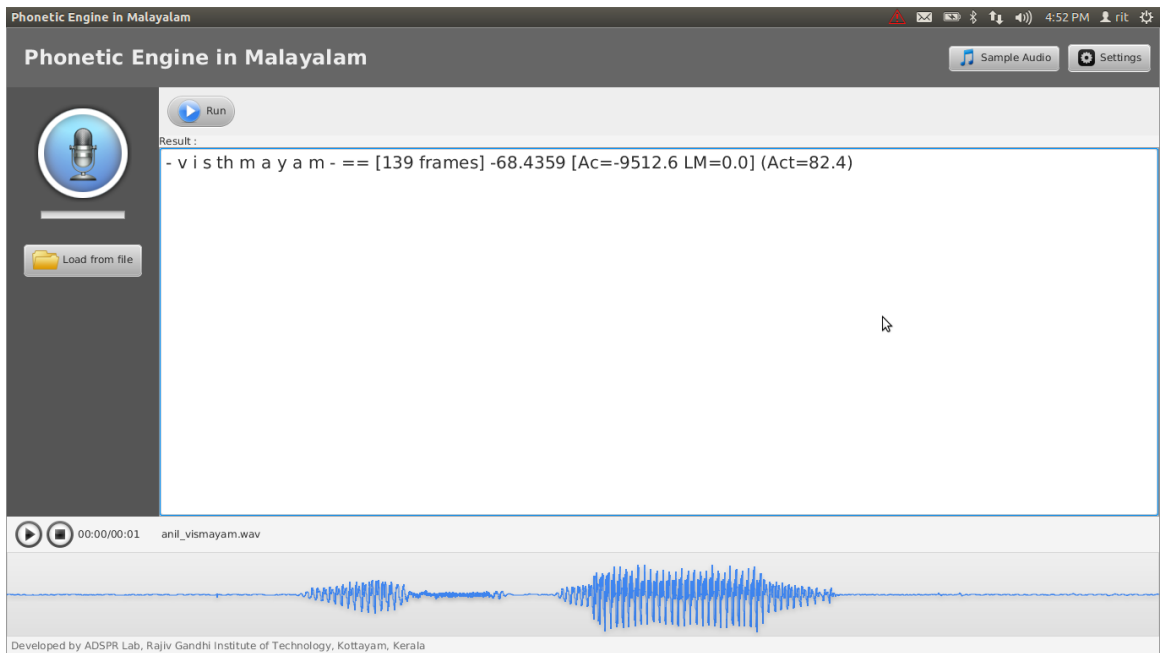 Phonetic Engine in Malayalam 4:52 PM rit
Phonetic Engine in Malayalam
Sample Audio
Settings
Run
Result :
- v i s th m a y a m - == [139 frames] -68.4359 [Ac=-9512.6 LM=0.0] (Act=82.4)
Load from file
00:00/00:01 anil_vismayam.wav
Developed by ADSPR Lab, Rajiv Gandhi Institute of Technology, Kottayam, Kerala